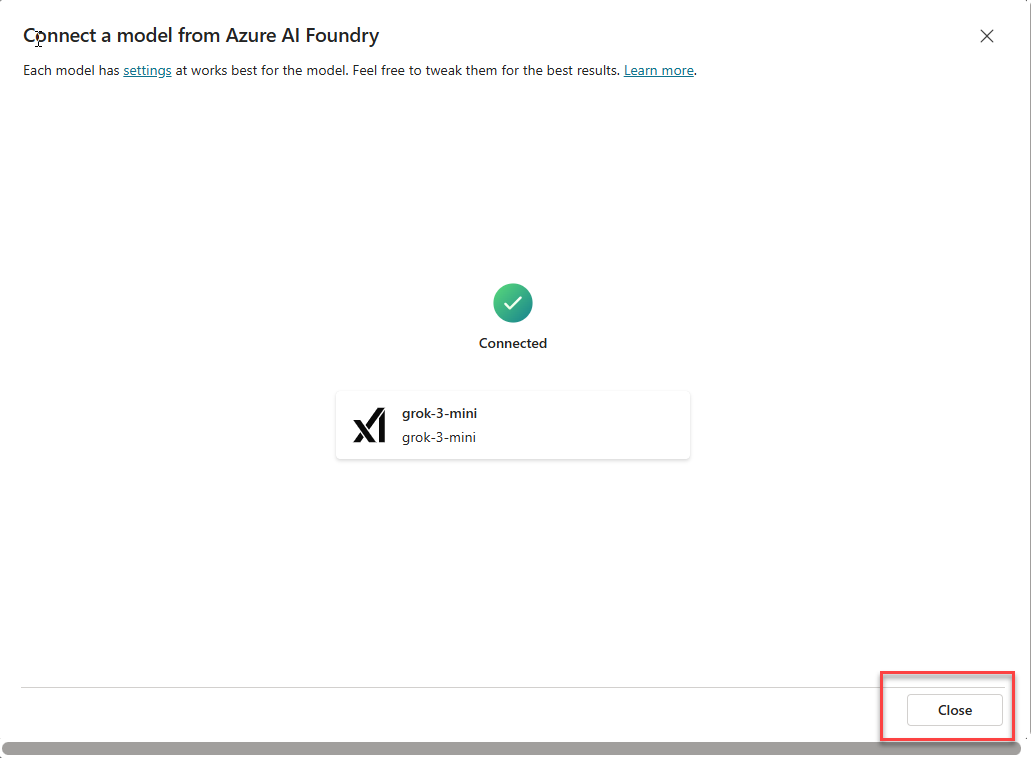 Connect a model from Azure AI Foundry
Each model has settings at works best for the model. Feel free to tweak them for the best results. Learn more.
Connected
xI
grok-3-mini
grok-3-mini
Close